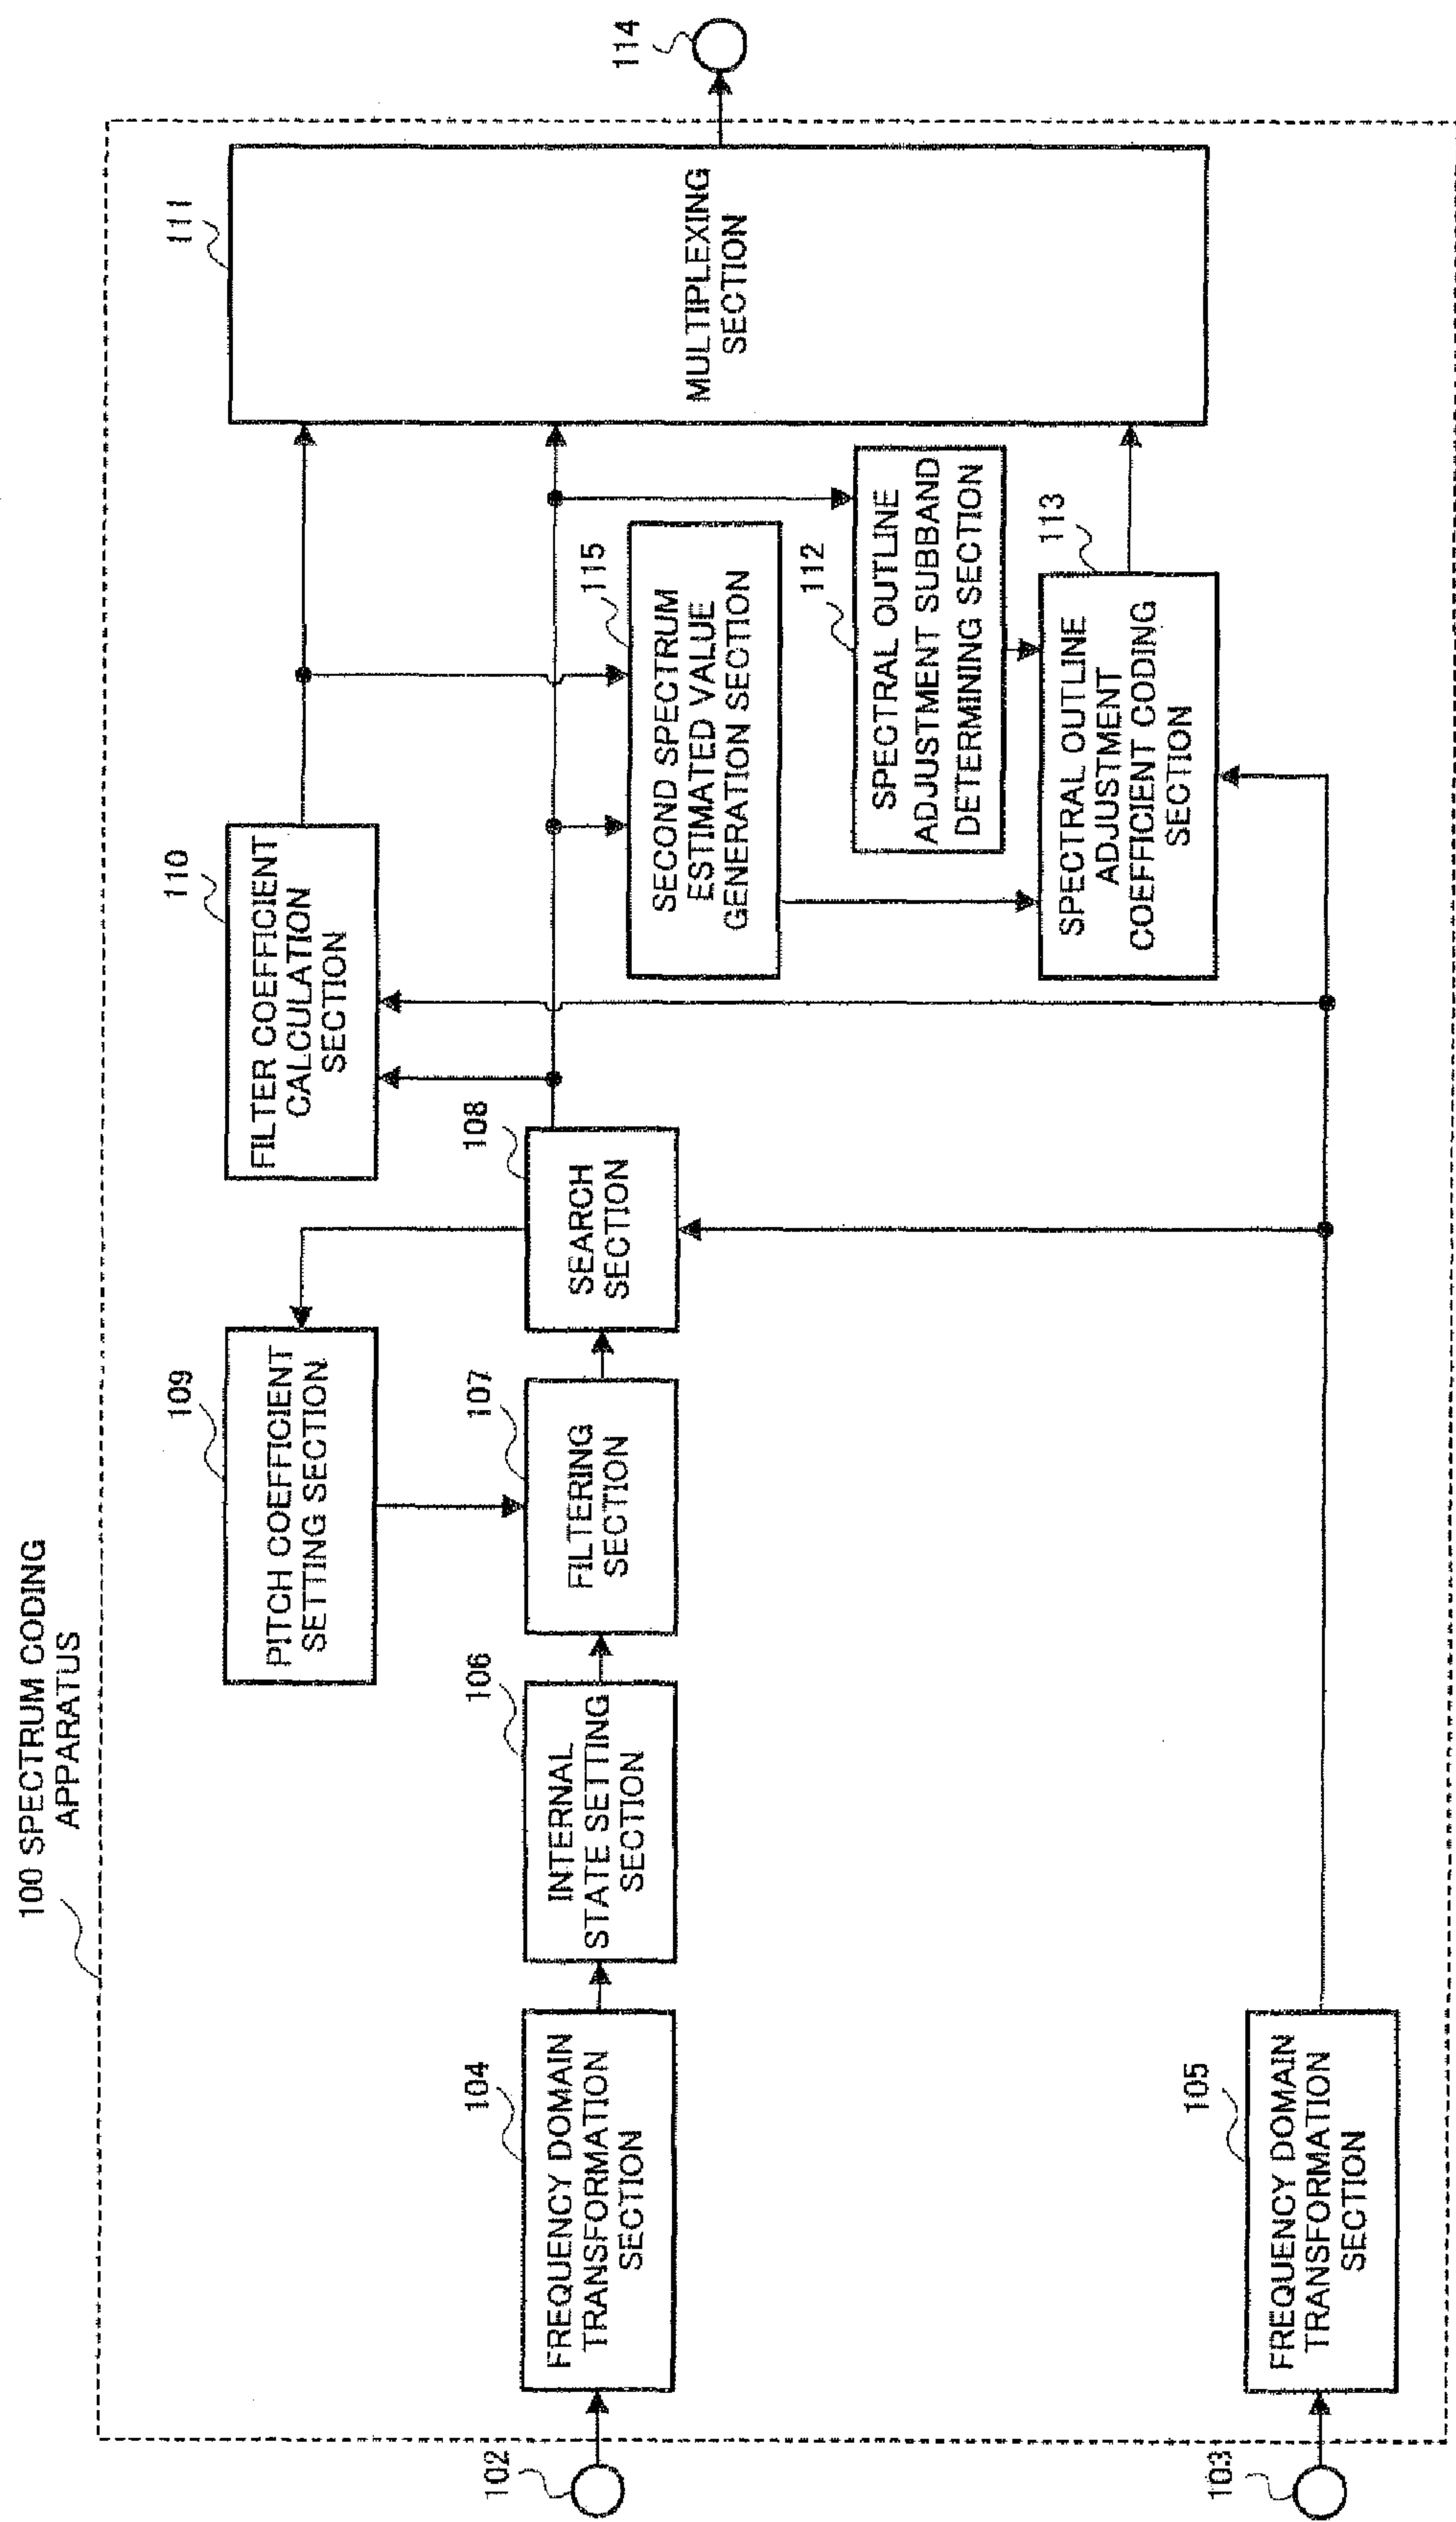 100 SPECTRUM CODING
APPARATUS
102
104
FREQUENCY DOMAIN
TRANSFORMATION
SECTION
106
INTERNAL
STATE SETTING
SECTION
107
FILTERING
SECTION
108
SEARCH
SECTION
109
PITCH COEFFICIENT
SETTING SECTION
110
FILTER COEFFICIENT
CALCULATION
SECTION
111
MULTIPLEXING
SECTION
114
115
SECOND SPECTRUM
ESTIMATED VALUE
GENERATION SECTION
112
SPECTRAL OUTLINE
ADJUSTMENT SUBBAND
DETERMINING SECTION
113
SPECTRAL OUTLINE
ADJUSTMENT
COEFFICIENT CODING
SECTION
103
105
FREQUENCY DOMAIN
TRANSFORMATION
SECTION